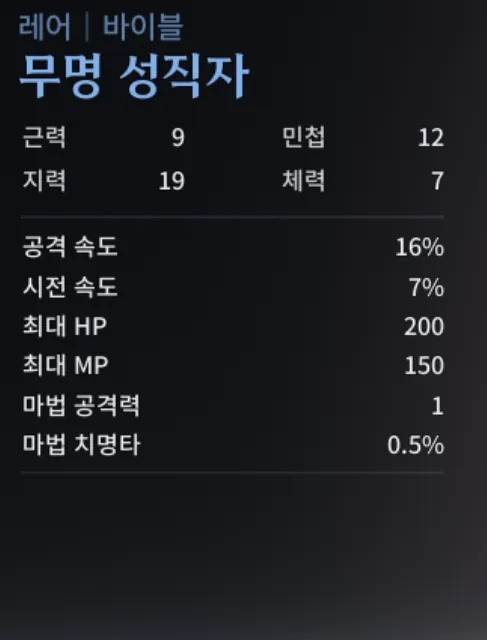 레어 | 바이블
무명 성직자
근력 9 민첩 12
지력 19 체력 7
공격 속도 16%
시전 속도 7%
최대 HP 200
최대 MP 150
마법 공격력 1
마법 치명타 0.5%